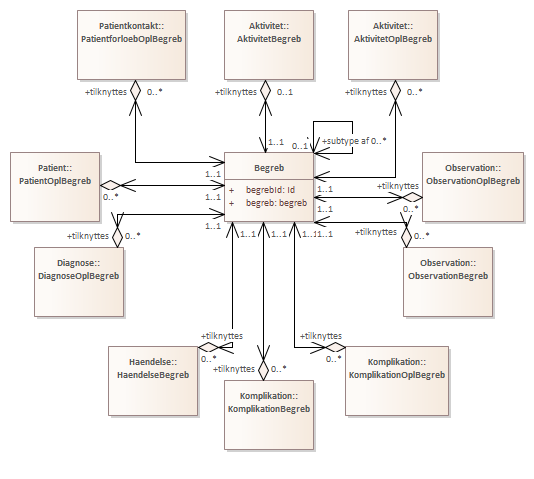 Patientkontakt::
PatientforloebOplBegreb
Aktivitet::
AktivitetBegreb
Aktivitet::
AktivitetOplBegreb
+tilknyttes 0..*
+tilknyttes 0..1
+tilknyttes 0..*
1..1
0..1
+subtype af 0..*
Patient::
PatientOplBegreb
0..*
1..1
1..1
Begreb
+ begrebId: Id
+ begreb: begreb
1..1
1..1
+tilknyttes
0..*
Observation::
ObservationOplBegreb
+tilknyttes 0..*
1..1
+tilknyttes 0..*
Diagnose::
DiagnoseOplBegreb
1..1
1..1
1..1
1..1
Observation::
ObservationBegreb
+tilknyttes
0..*
+tilknyttes 0..*
+tilknyttes
0..*
Haendelse::
HaendelseBegreb
Komplikation::
KomplikationBegreb
Komplikation::
KomplikationOplBegreb